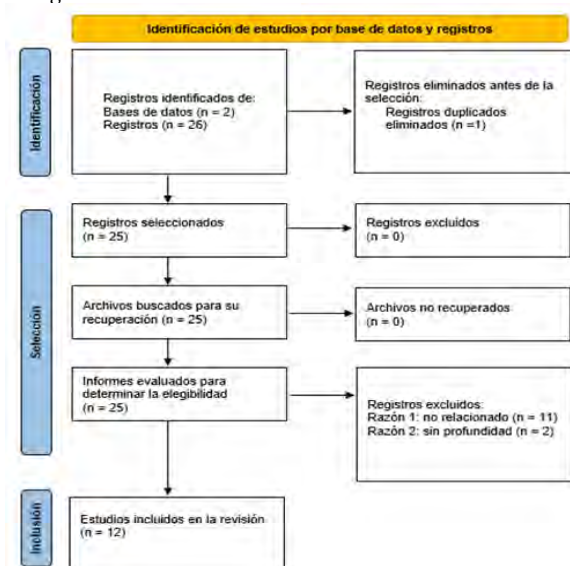 Identificación de estudios por base de datos y registros
Identificación
Registros identificados de:
Bases de datos (n = 2)
Registros (n = 26)
Registros eliminados antes de la
selección:
Registros duplicados
eliminados (n =1)
Selección
Registros seleccionados
(n = 25)
Registros excluidos
(n = 0)
Archivos buscados para su
recuperación (n = 25)
Archivos no recuperados
(n = 0)
Informes evaluados para
determinar la elegibilidad
(n = 25)
Registros excluidos:
Razón 1: no relacionado (n = 11)
Razón 2: sin profundidad (n = 2)
Inclusión
Estudios incluidos en la revisión
(n = 12)